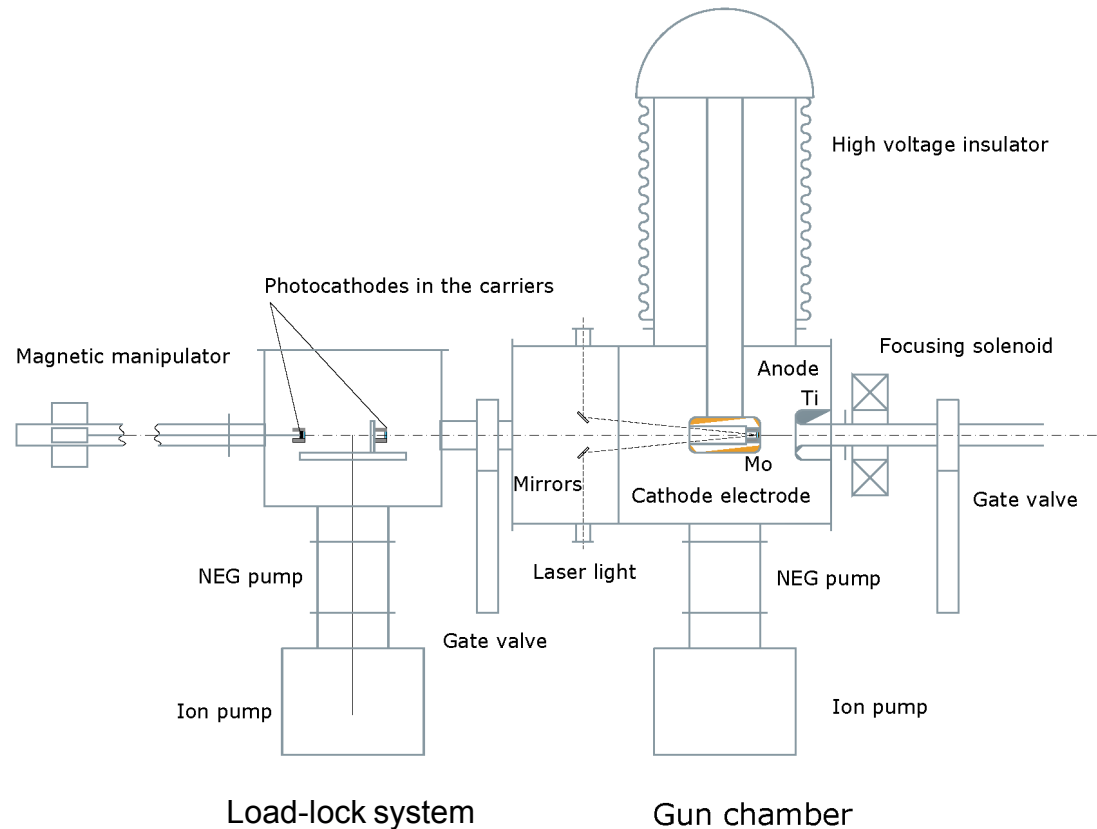 High voltage insulator
Photocathodes in the carriers
Magnetic manipulator
Focusing solenoid
Anode
Ti
Mo
Mirrors
Cathode electrode
Gate valve
Laser light
NEG pump
NEG pump
Gate valve
Ion pump
Ion pump
Load-lock system
Gun chamber